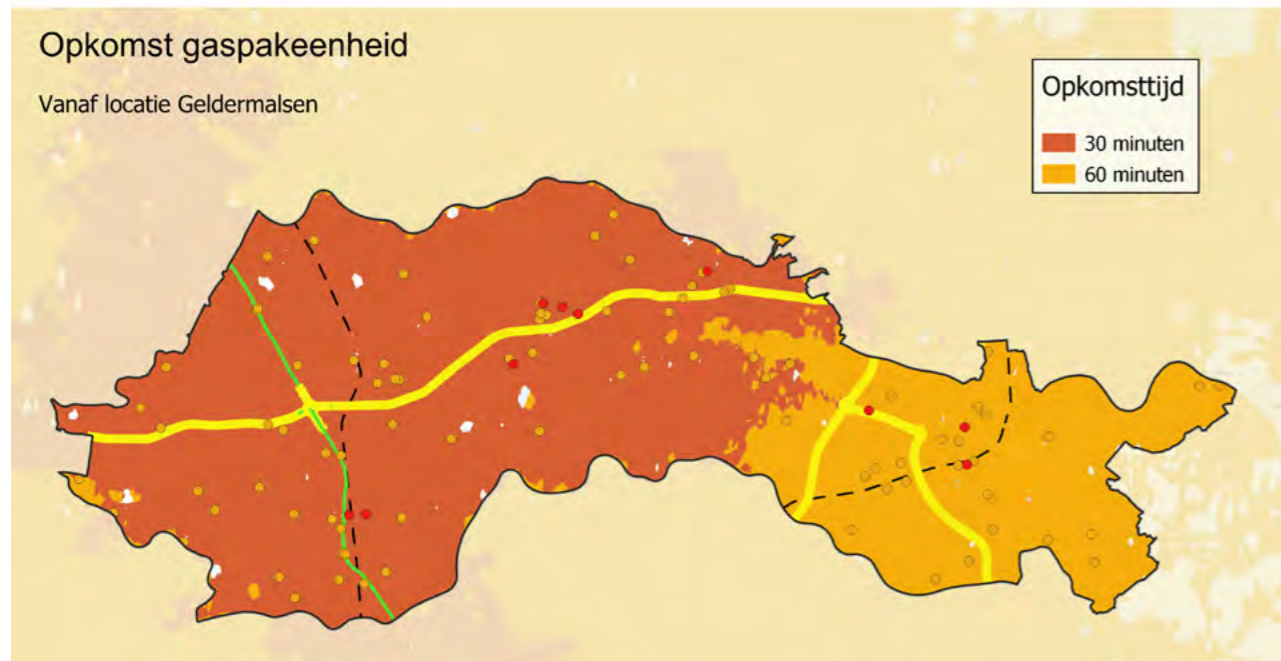 Opkomst gaspakeenheid
Vanaf locatie Geldermalsen
Opkomsttijd
30 minuten
60 minuten